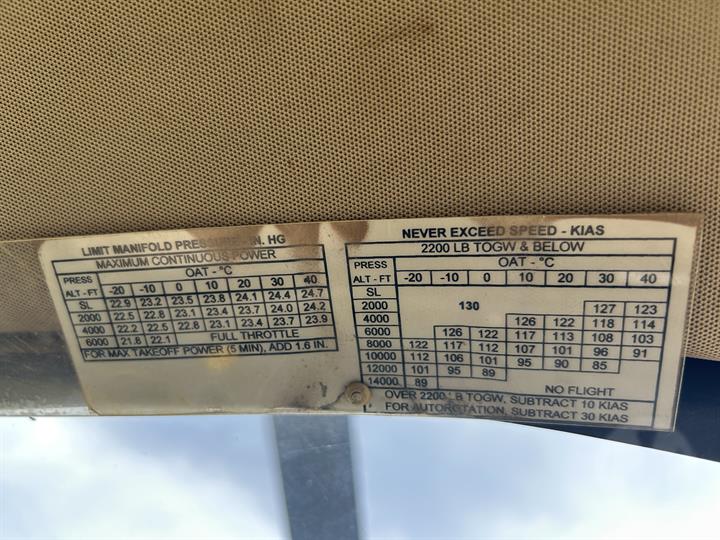 LIMIT MANIFOLD PRESSURE - IN. HG
MAXIMUM CONTINUOUS POWER
PRESS OAT - °C
ALT - FT -20 -10 0 10 20 30 40
SL 22.9 23.2 23.5 23.8 24.1 24.4 24.7
2000 22.5 22.8 23.1 23.4 23.7 24.0 24.2
4000 22.2 22.5 22.8 23.1 23.4 23.7 23.9
6000 21.8 22.1 FULL THROTTLE
FOR MAX TAKEOFF POWER (5 MIN), ADD 1.6 IN.
NEVER EXCEED SPEED - KIAS
2200 LB TOGW & BELOW
PRESS OAT - °C
ALT - FT -20 -10 0 10 20 30 40
SL
2000 130 127 123
4000 126 122 118 114
6000 126 122 117 113 108 103
8000 122 117 112 107 101 96 91
10000 112 106 101 95 90 85
12000 101 95 89
14000 89 NO FLIGHT
OVER 2200 LB TOGW, SUBTRACT 10 KIAS
FOR AUTOROTATION, SUBTRACT 30 KIAS